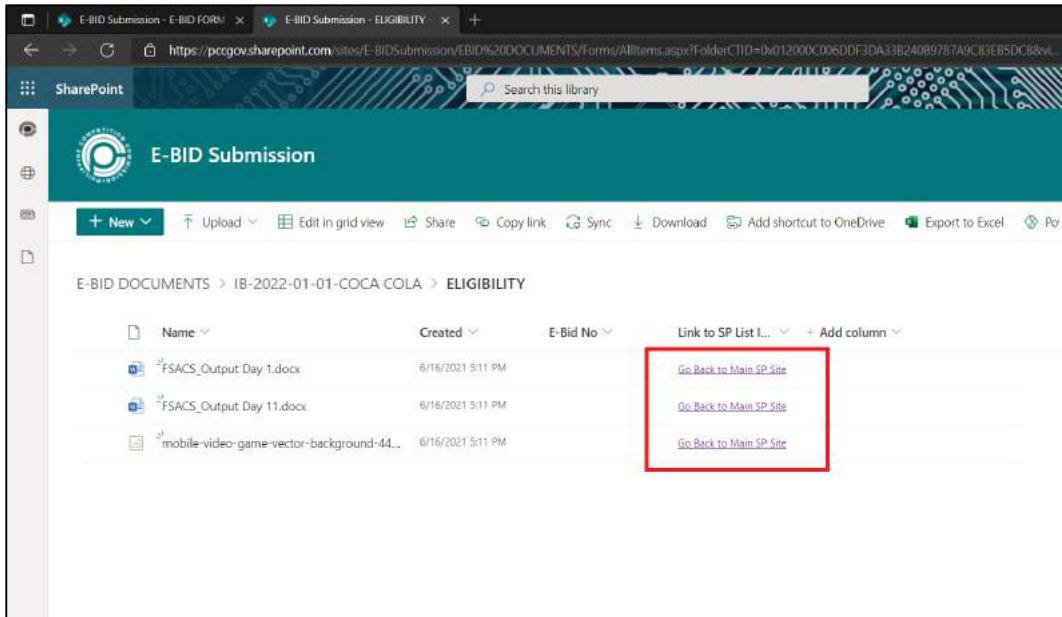 E-BID Submission - E-BID FORM E-BID Submission - ELIGIBILITY
https://pccgov.sharepoint.com/sites/E-BIDSubmission/EBID%20DOCUMENTS/Forms/AllItems.aspx?FolderCTID=0x012000C006DDF3DA33B24089787A9C83EB5DC8&vi...
SharePoint Search this library
E-BID Submission
+ New Upload Edit in grid view Share Copy link Sync Download Add shortcut to OneDrive Export to Excel Po
E-BID DOCUMENTS > IB-2022-01-01-COCA COLA > ELIGIBILITY
Name Created E-Bid No Link to SP List I... + Add column
FSACS_Output Day 1.docx 6/16/2021 5:11 PM Go Back to Main SP Site
FSACS_Output Day 11.docx 6/16/2021 5:11 PM Go Back to Main SP Site
mobile-video-game-vector-background-44... 6/16/2021 5:11 PM Go Back to Main SP Site